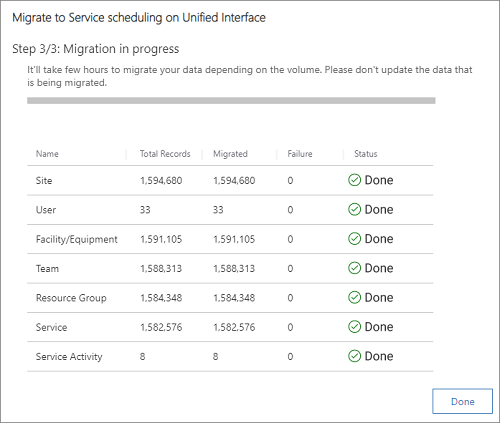 Migrate to Service scheduling on Unified Interface
Step 3/3: Migration in progress
It'll take few hours to migrate your data depending on the volume. Please don't update the data that
is being migrated.
Name Total Records Migrated Failure Status
Site 1,594,680 1,594,680 0 Done
User 33 33 0 Done
Facility/Equipment 1,591,105 1,591,105 0 Done
Team 1,588,313 1,588,313 0 Done
Resource Group 1,584,348 1,584,348 0 Done
Service 1,582,576 1,582,576 0 Done
Service Activity 8 8 0 Done
Done